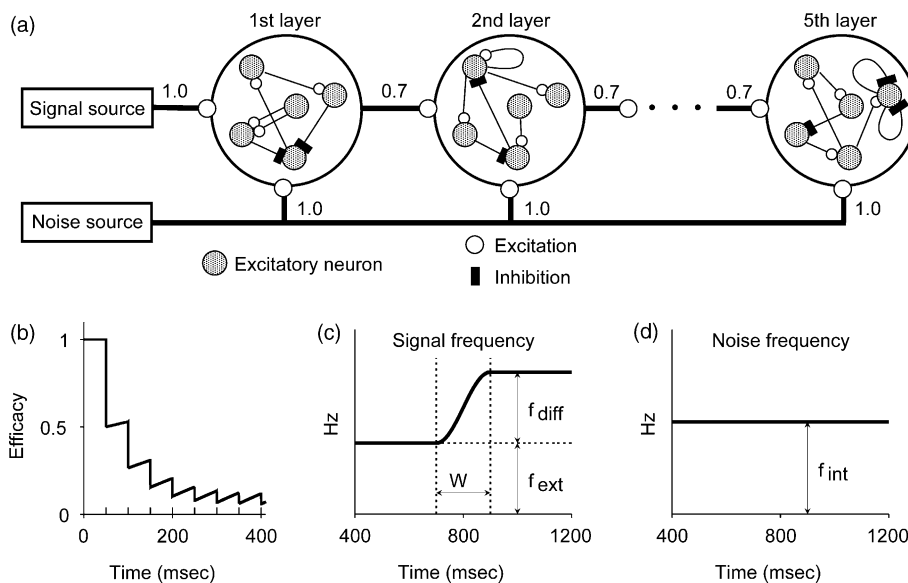 (a)
1st layer 2nd layer 5th layer
1.0 0.7 0.7 0.7
Signal source
Noise source
1.0 1.0 1.0
Excitatory neuron
Excitation
Inhibition
(b)
Efficacy
1
0.5
0
0 200 400
Time (msec)
(c)
Signal frequency
Hz
f diff
W
f ext
400 800 1200
Time (msec)
(d)
Noise frequency
Hz
f int
400 800 1200
Time (msec)